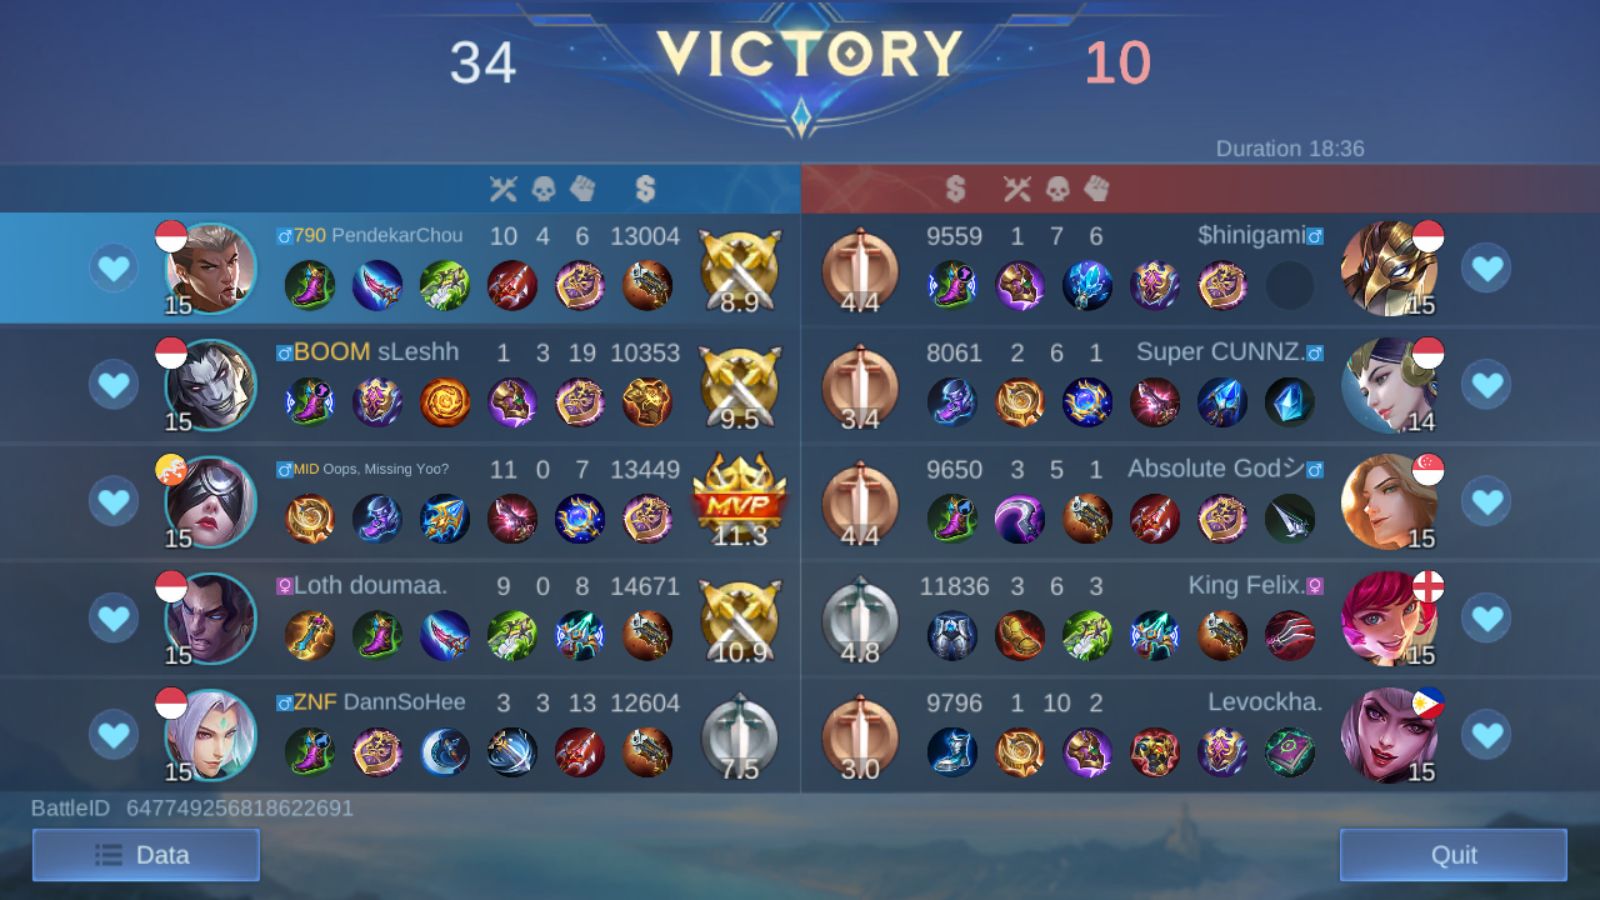 34 VICTORY 10
Duration 18:36
790 PendekarChou 10 4 6 13004
15 8.9
9559 1 7 6 $hinigami
4.4 15
BOOM sLeshh 1 3 19 10353
15 9.5
8061 2 6 1 Super CUNNZ.
3.4 14
MID Oops, Missing Yoo? 11 0 7 13449
MVP
15 11.3
9650 3 5 1 Absolute Godシ
4.4 15
Loth doumaa. 9 0 8 14671
15 10.9
11836 3 6 3 King Felix.
4.8 15
ZNF DannSoHee 3 3 13 12604
15 7.5
9796 1 10 2 Levockha.
3.0 15
BattleID 647749256818622691
Data
Quit